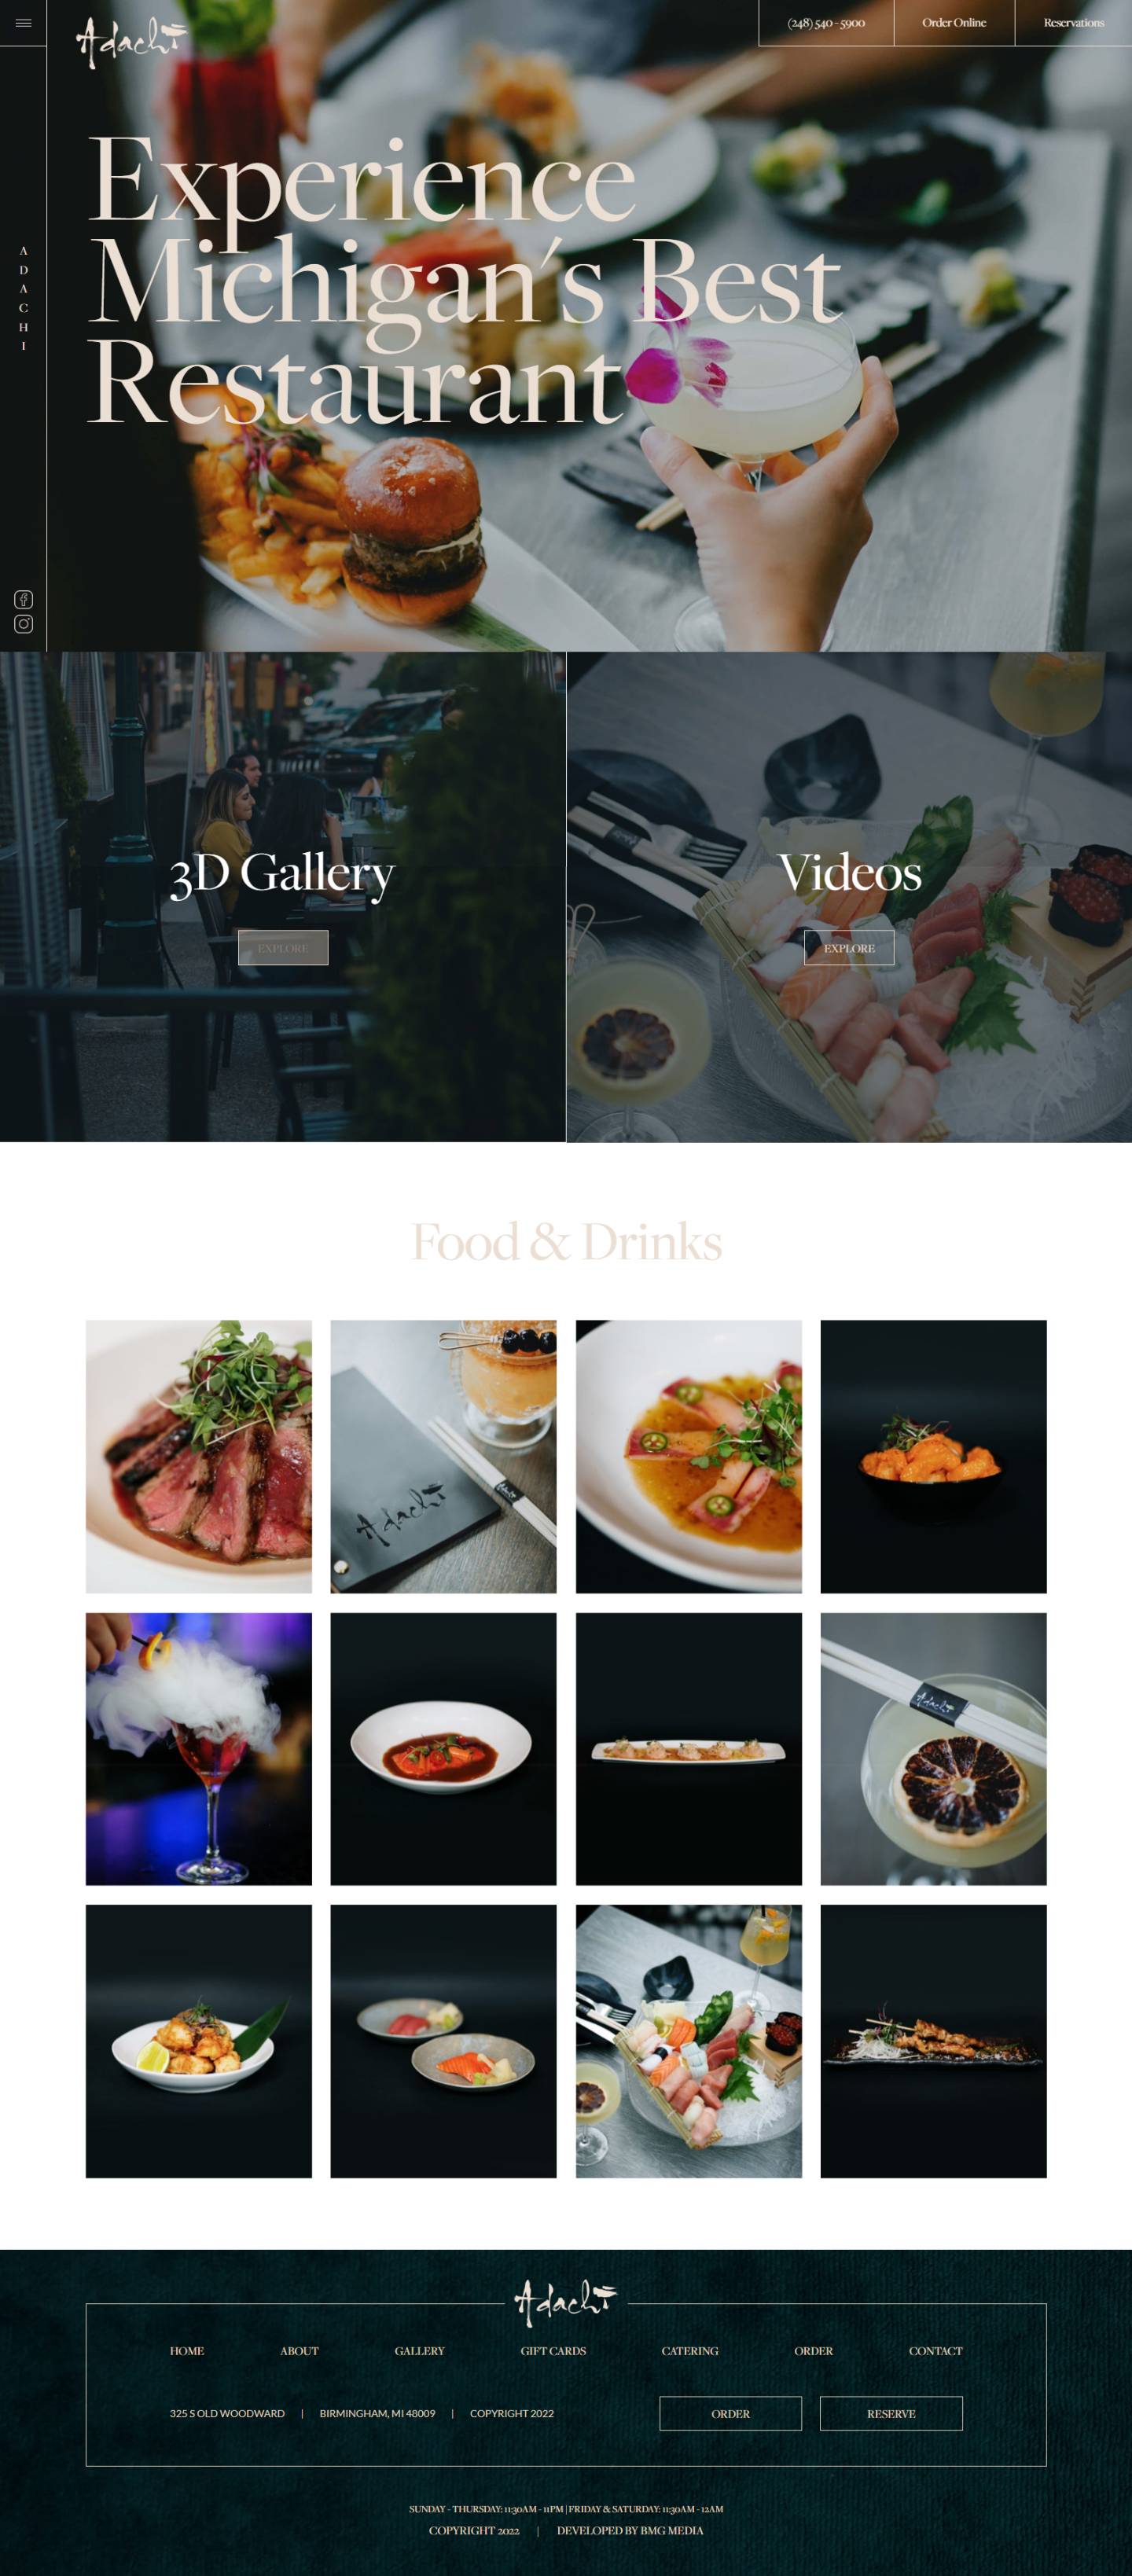 Adachi
(248) 540 - 5900
Order Online
Reservations
Experience
Michigan's Best
Restaurant
A
D
A
C
H
I
3D Gallery
EXPLORE
Videos
EXPLORE
Food & Drinks
Adachi
Adachi
Adachi
HOME
ABOUT
GALLERY
GIFT CARDS
CATERING
ORDER
CONTACT
325 S OLD WOODWARD | BIRMINGHAM, MI 48009 | COPYRIGHT 2022
ORDER
RESERVE
SUNDAY - THURSDAY: 11:30AM - 11PM | FRIDAY & SATURDAY: 11:30AM - 12AM
COPYRIGHT 2022 | DEVELOPED BY BMG MEDIA